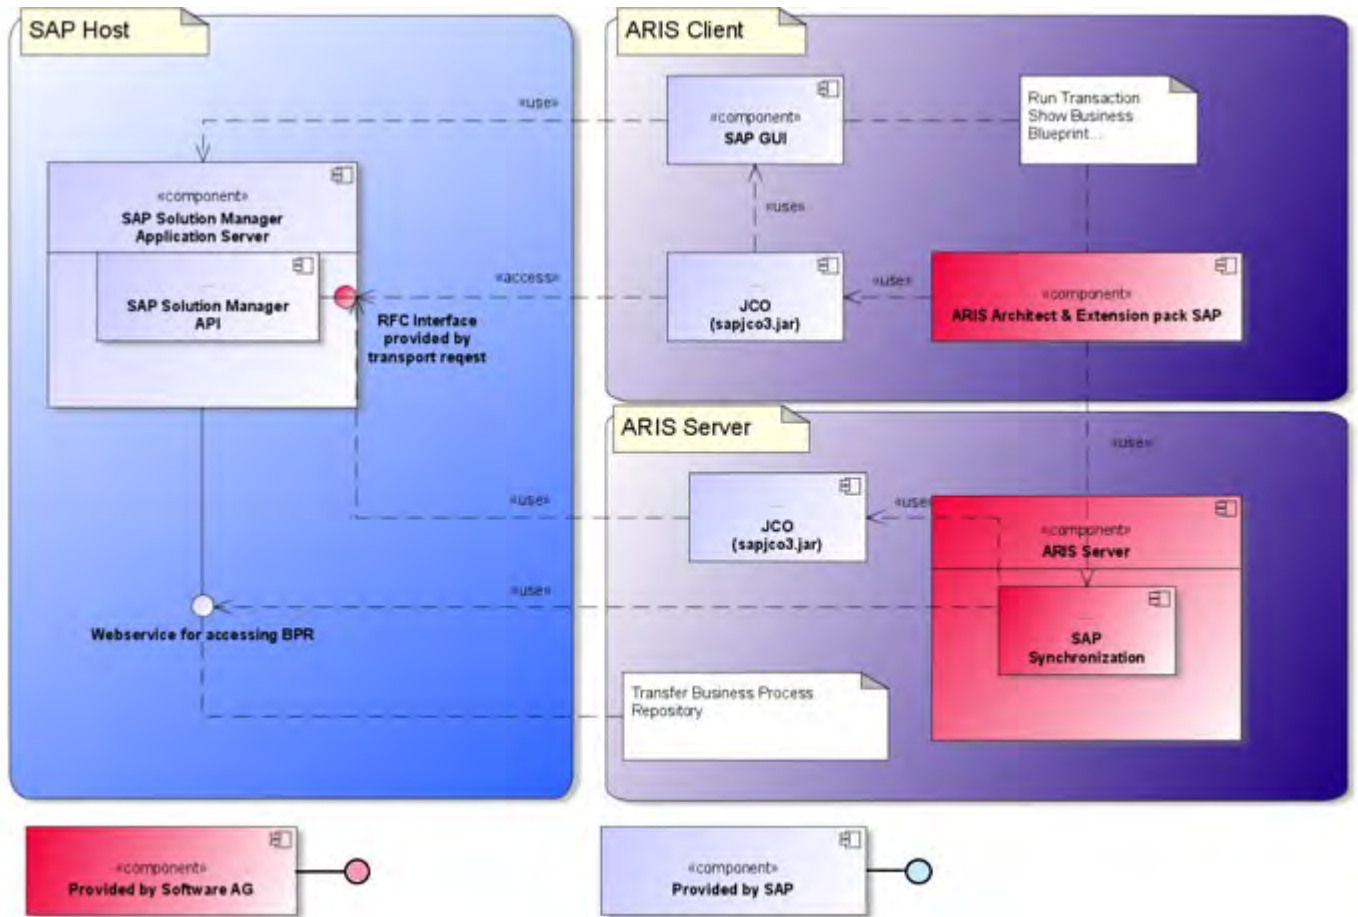 SAP Host
ARIS Client
«use»
«component»
SAP GUI
Run Transaction
Show Business
Blueprint...
«component»
SAP Solution Manager
Application Server
«use»
SAP Solution Manager
API
«access»
RFC Interface
provided by
transport reqest
JCO
(sapjco3.jar)
«use»
«component»
ARIS Architect & Extension pack SAP
ARIS Server
«use»
«use»
JCO
(sapjco3.jar)
«use»
«component»
ARIS Server
«use»
SAP
Synchronization
Webservice for accessing BPR
Transfer Business Process
Repository
«component»
Provided by Software AG
«component»
Provided by SAP